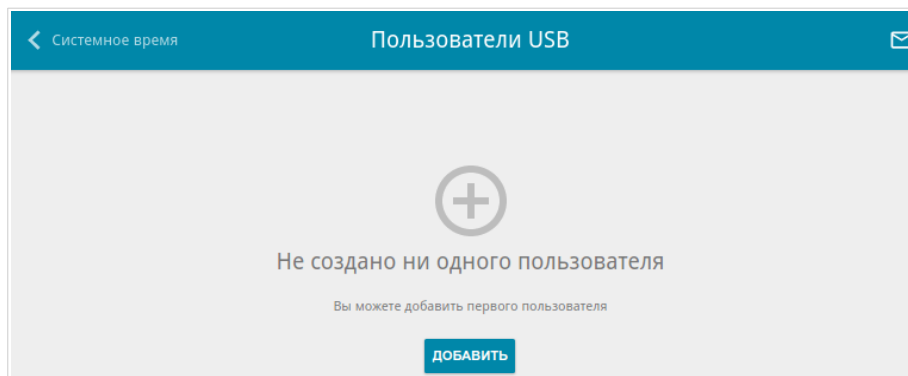 Системное время
Пользователи USB
Не создано ни одного пользователя
Вы можете добавить первого пользователя
ДОБАВИТЬ